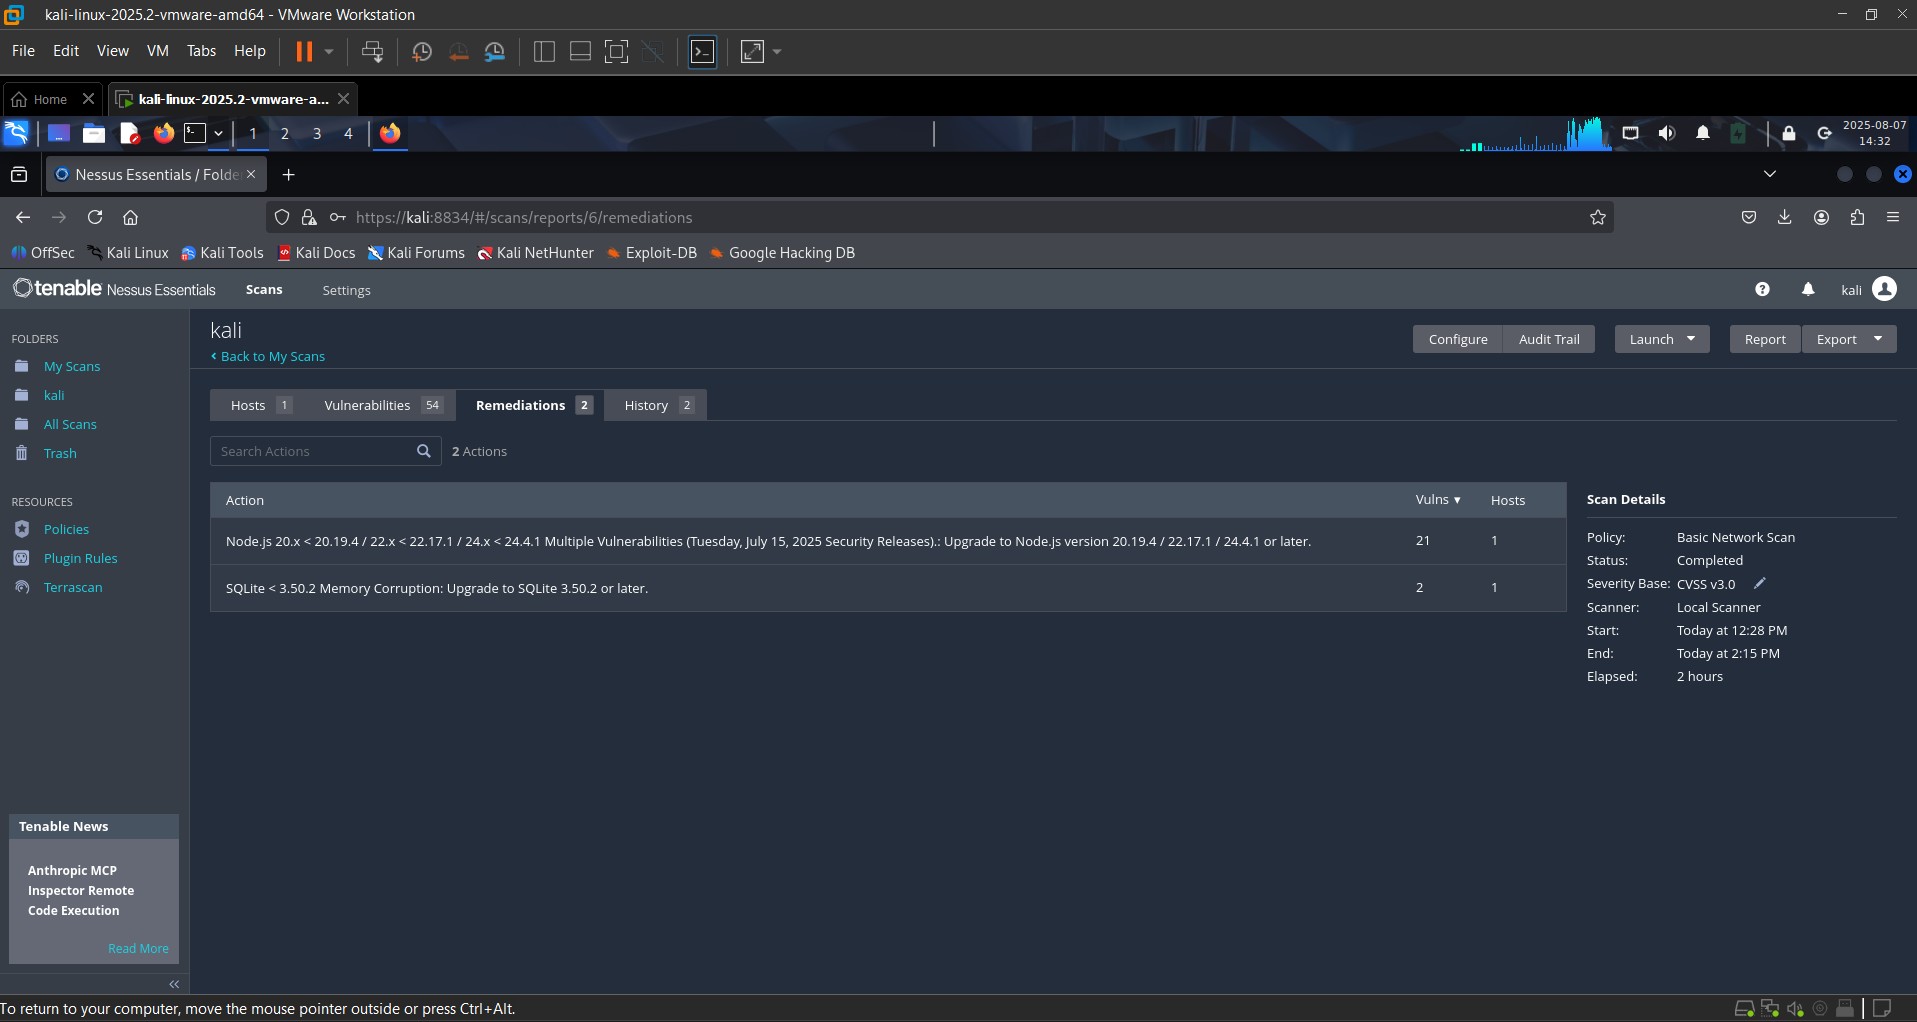 kali-linux-2025.2-vmware-amd64 - VMware Workstation
File Edit View VM Tabs Help
Home kali-linux-2025.2-vmware-a...
1 2 3 4
2025-08-07
14:32
Nessus Essentials / Folde
https://kali:8834/#/scans/reports/6/remediations
OffSec Kali Linux Kali Tools Kali Docs Kali Forums Kali NetHunter Exploit-DB Google Hacking DB
tenable Nessus Essentials Scans Settings kali
FOLDERS
My Scans
kali
All Scans
Trash
RESOURCES
Policies
Plugin Rules
Terrascan
Tenable News
Anthropic MCP
Inspector Remote
Code Execution
Read More
kali
Back to My Scans
Configure Audit Trail Launch Report Export
Hosts 1 Vulnerabilities 54 Remediations 2 History 2
Search Actions 2 Actions
Action Vulns Hosts
Node.js 20.x < 20.19.4 / 22.x < 22.17.1 / 24.x < 24.4.1 Multiple Vulnerabilities (Tuesday, July 15, 2025 Security Releases).: Upgrade to Node.js version 20.19.4 / 22.17.1 / 24.4.1 or later. 21 1
SQLite < 3.50.2 Memory Corruption: Upgrade to SQLite 3.50.2 or later. 2 1
Scan Details
Policy: Basic Network Scan
Status: Completed
Severity Base: CVSS v3.0
Scanner: Local Scanner
Start: Today at 12:28 PM
End: Today at 2:15 PM
Elapsed: 2 hours
To return to your computer, move the mouse pointer outside or press Ctrl+Alt.